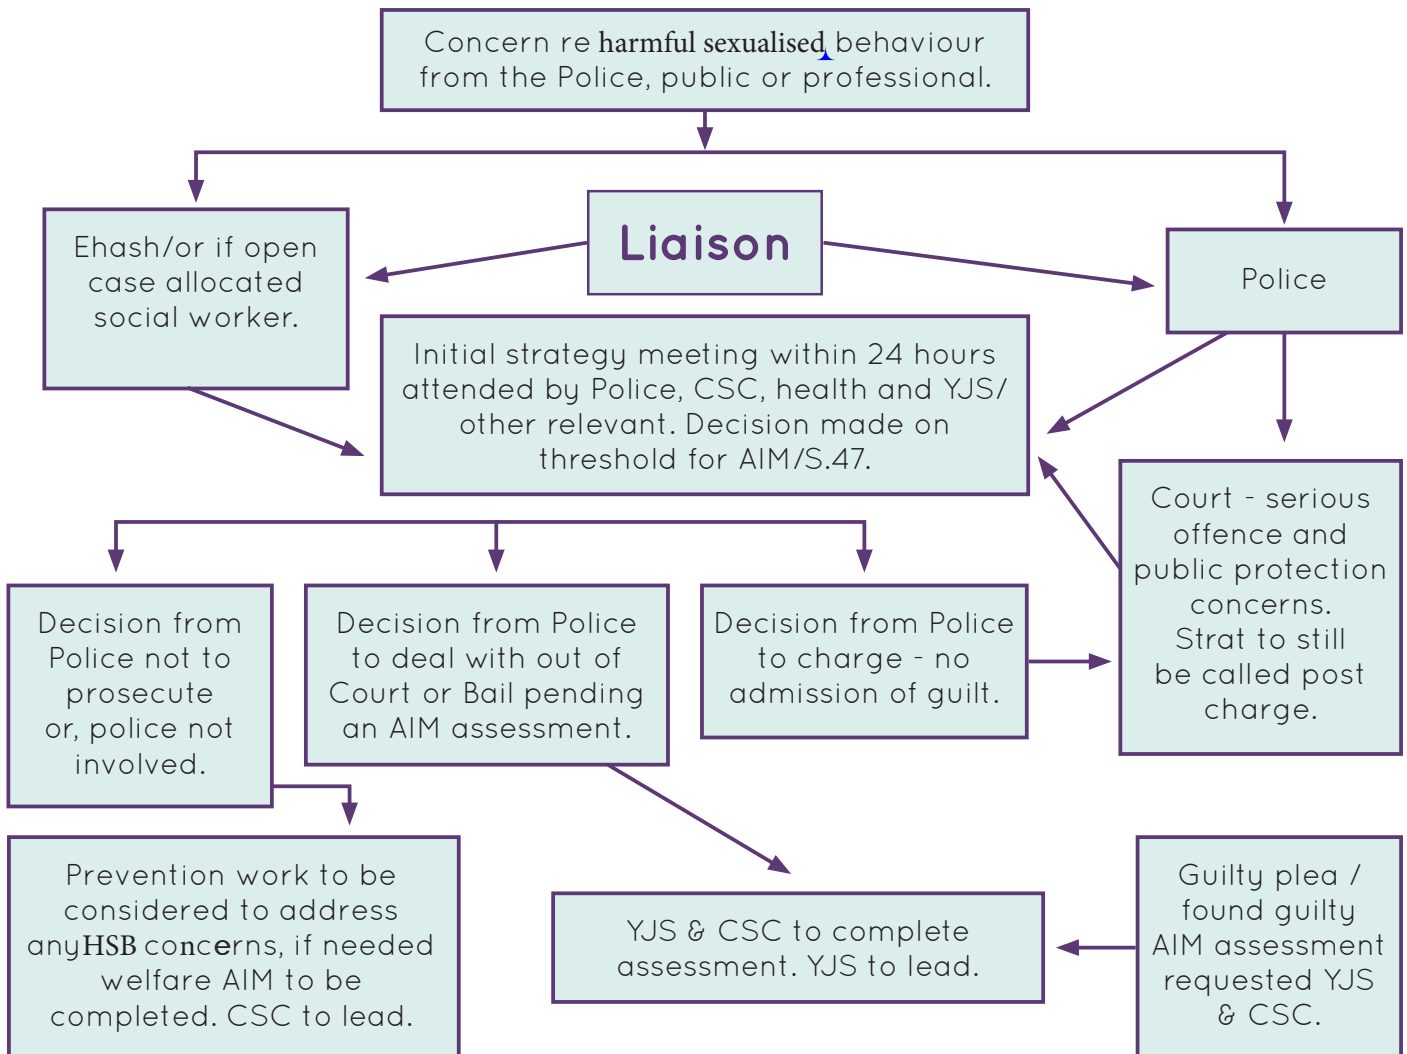 Concern re harmful sexualised behaviour
from the Police, public or professional.
Liaison
Ehash/or if open
case allocated
social worker.
Police
Initial strategy meeting within 24 hours
attended by Police, CSC, health and YJS/
other relevant. Decision made on
threshold for AIM/S.47.
Court - serious
offence and
public protection
concerns.
Strat to still
be called post
charge.
Decision from
Police not to
prosecute
or, police not
involved.
Decision from Police
to deal with out of
Court or Bail pending
an AIM assessment.
Decision from Police
to charge - no
admission of guilt.
Prevention work to be
considered to address
anyHSB concerns, if needed
welfare AIM to be
completed. CSC to lead.
YJS & CSC to complete
assessment. YJS to lead.
Guilty plea /
found guilty
AIM assessment
requested YJS
& CSC.